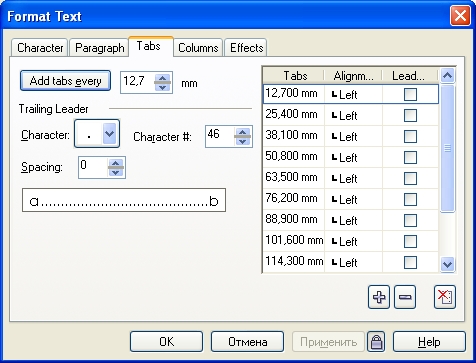 Format Text
Character Paragraph Tabs Columns Effects
Add tabs every 12,7 mm
Trailing Leader
Character: . Character #: 46
Spacing: 0
a..........................................b
Tabs Alignm... Lead...
12,700 mm Left
25,400 mm Left
38,100 mm Left
50,800 mm Left
63,500 mm Left
76,200 mm Left
88,900 mm Left
101,600 mm Left
114,300 mm Left
OK Отмена Применить Help